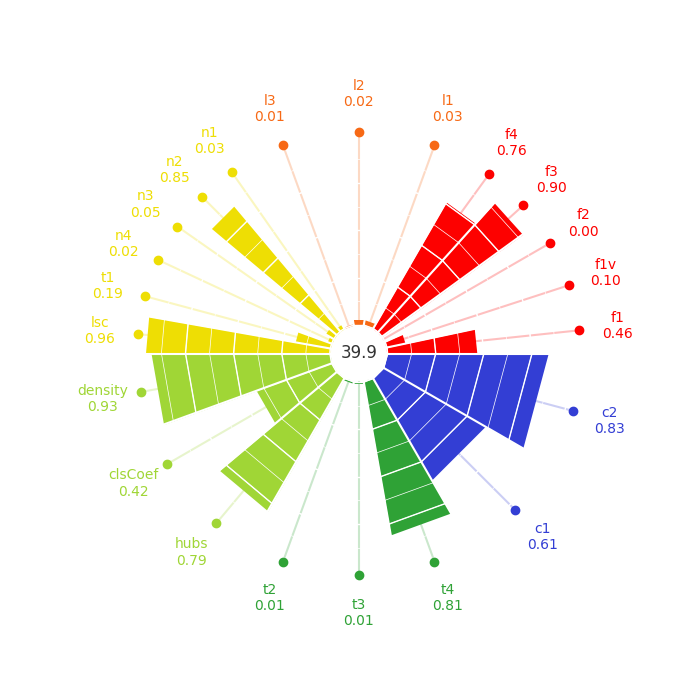 l2
0.02
l3
0.01
l1
0.03
n1
0.03
f4
0.76
n2
0.85
f3
0.90
n3
0.05
f2
0.00
n4
0.02
f1v
0.10
t1
0.19
f1
0.46
lsc
0.96
39.9
density
0.93
c2
0.83
clsCoef
0.42
c1
0.61
hubs
0.79
t2
0.01
t3
0.01
t4
0.81